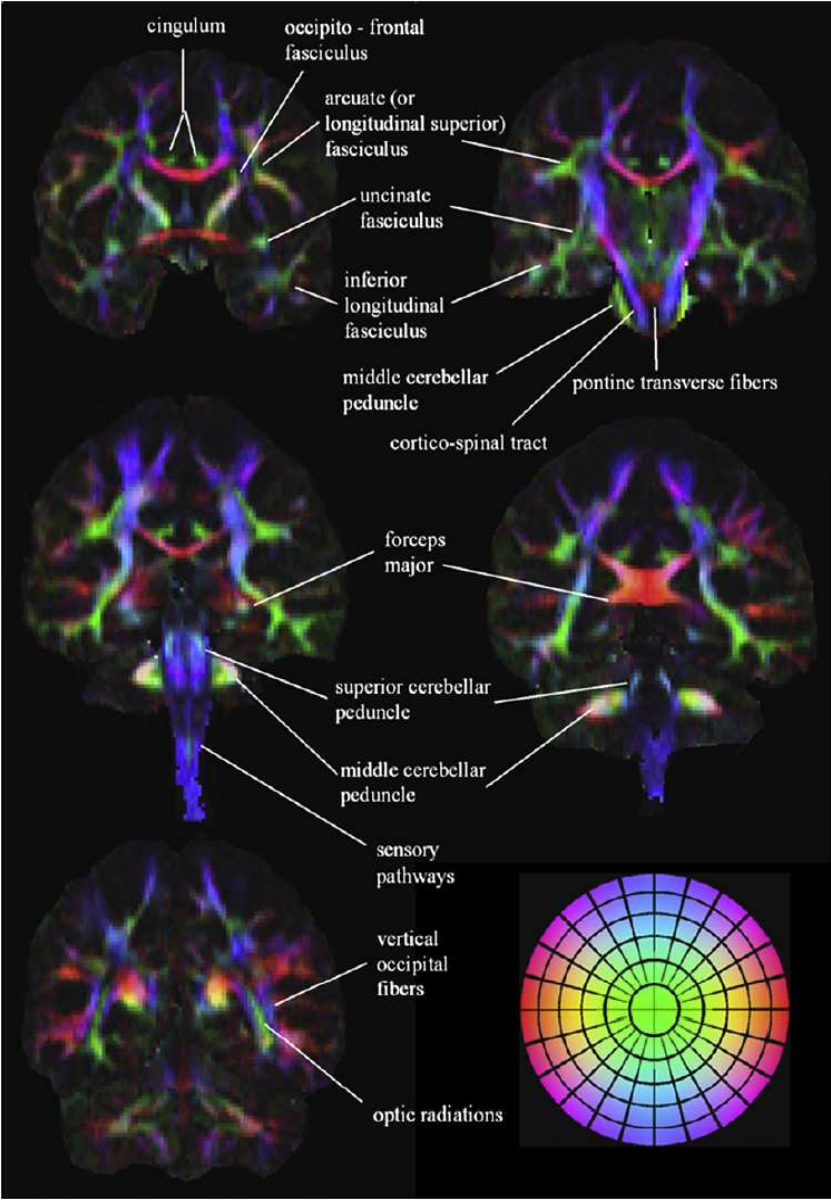 cingulum
occipito - frontal
fasciculus
arcuate (or
longitudinal superior)
fasciculus
uncinate
fasciculus
inferior
longitudinal
fasciculus
middle cerebellar
peduncle
pontine transverse fibers
cortico-spinal tract
forceps
major
superior cerebellar
peduncle
middle cerebellar
peduncle
sensory
pathways
vertical
occipital
fibers
optic radiations